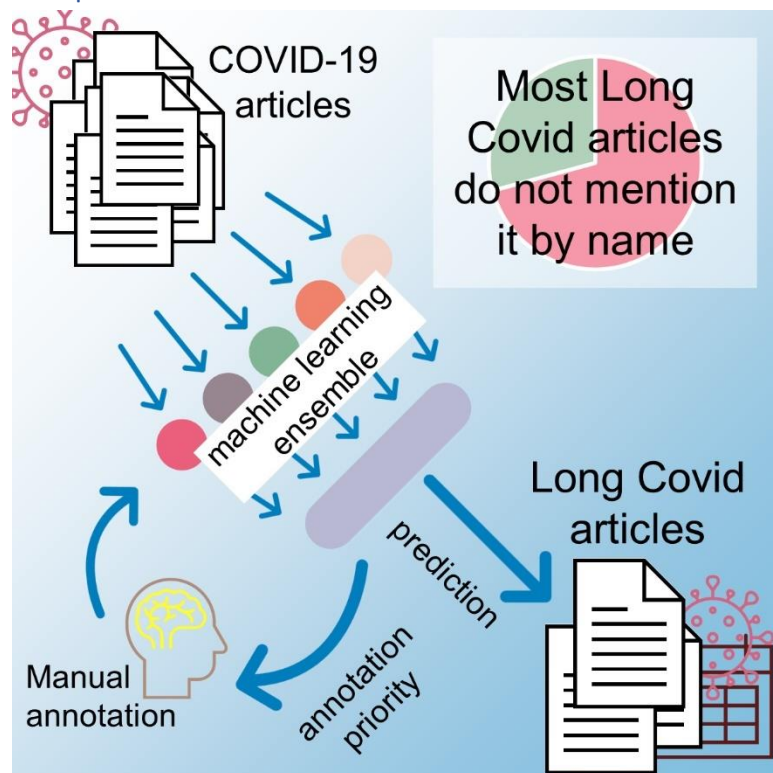 COVID-19
articles
Most Long
Covid articles
do not mention
it by name
machine learning
ensemble
Long Covid
articles
prediction
annotation
priority
Manual
annotation